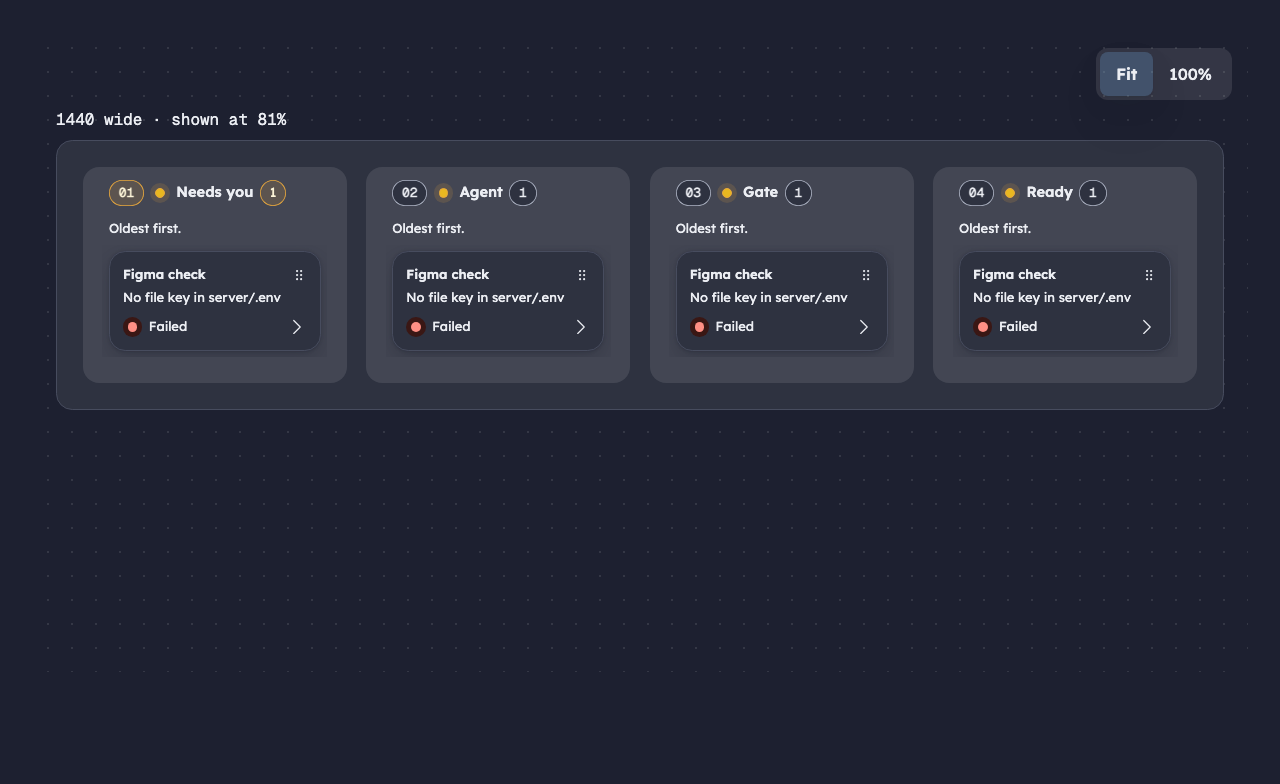 Fit 100%
1440 wide · shown at 81%
01 Needs you 1
Oldest first.
Figma check
No file key in server/.env
Failed
02 Agent 1
Oldest first.
Figma check
No file key in server/.env
Failed
03 Gate 1
Oldest first.
Figma check
No file key in server/.env
Failed
04 Ready 1
Oldest first.
Figma check
No file key in server/.env
Failed